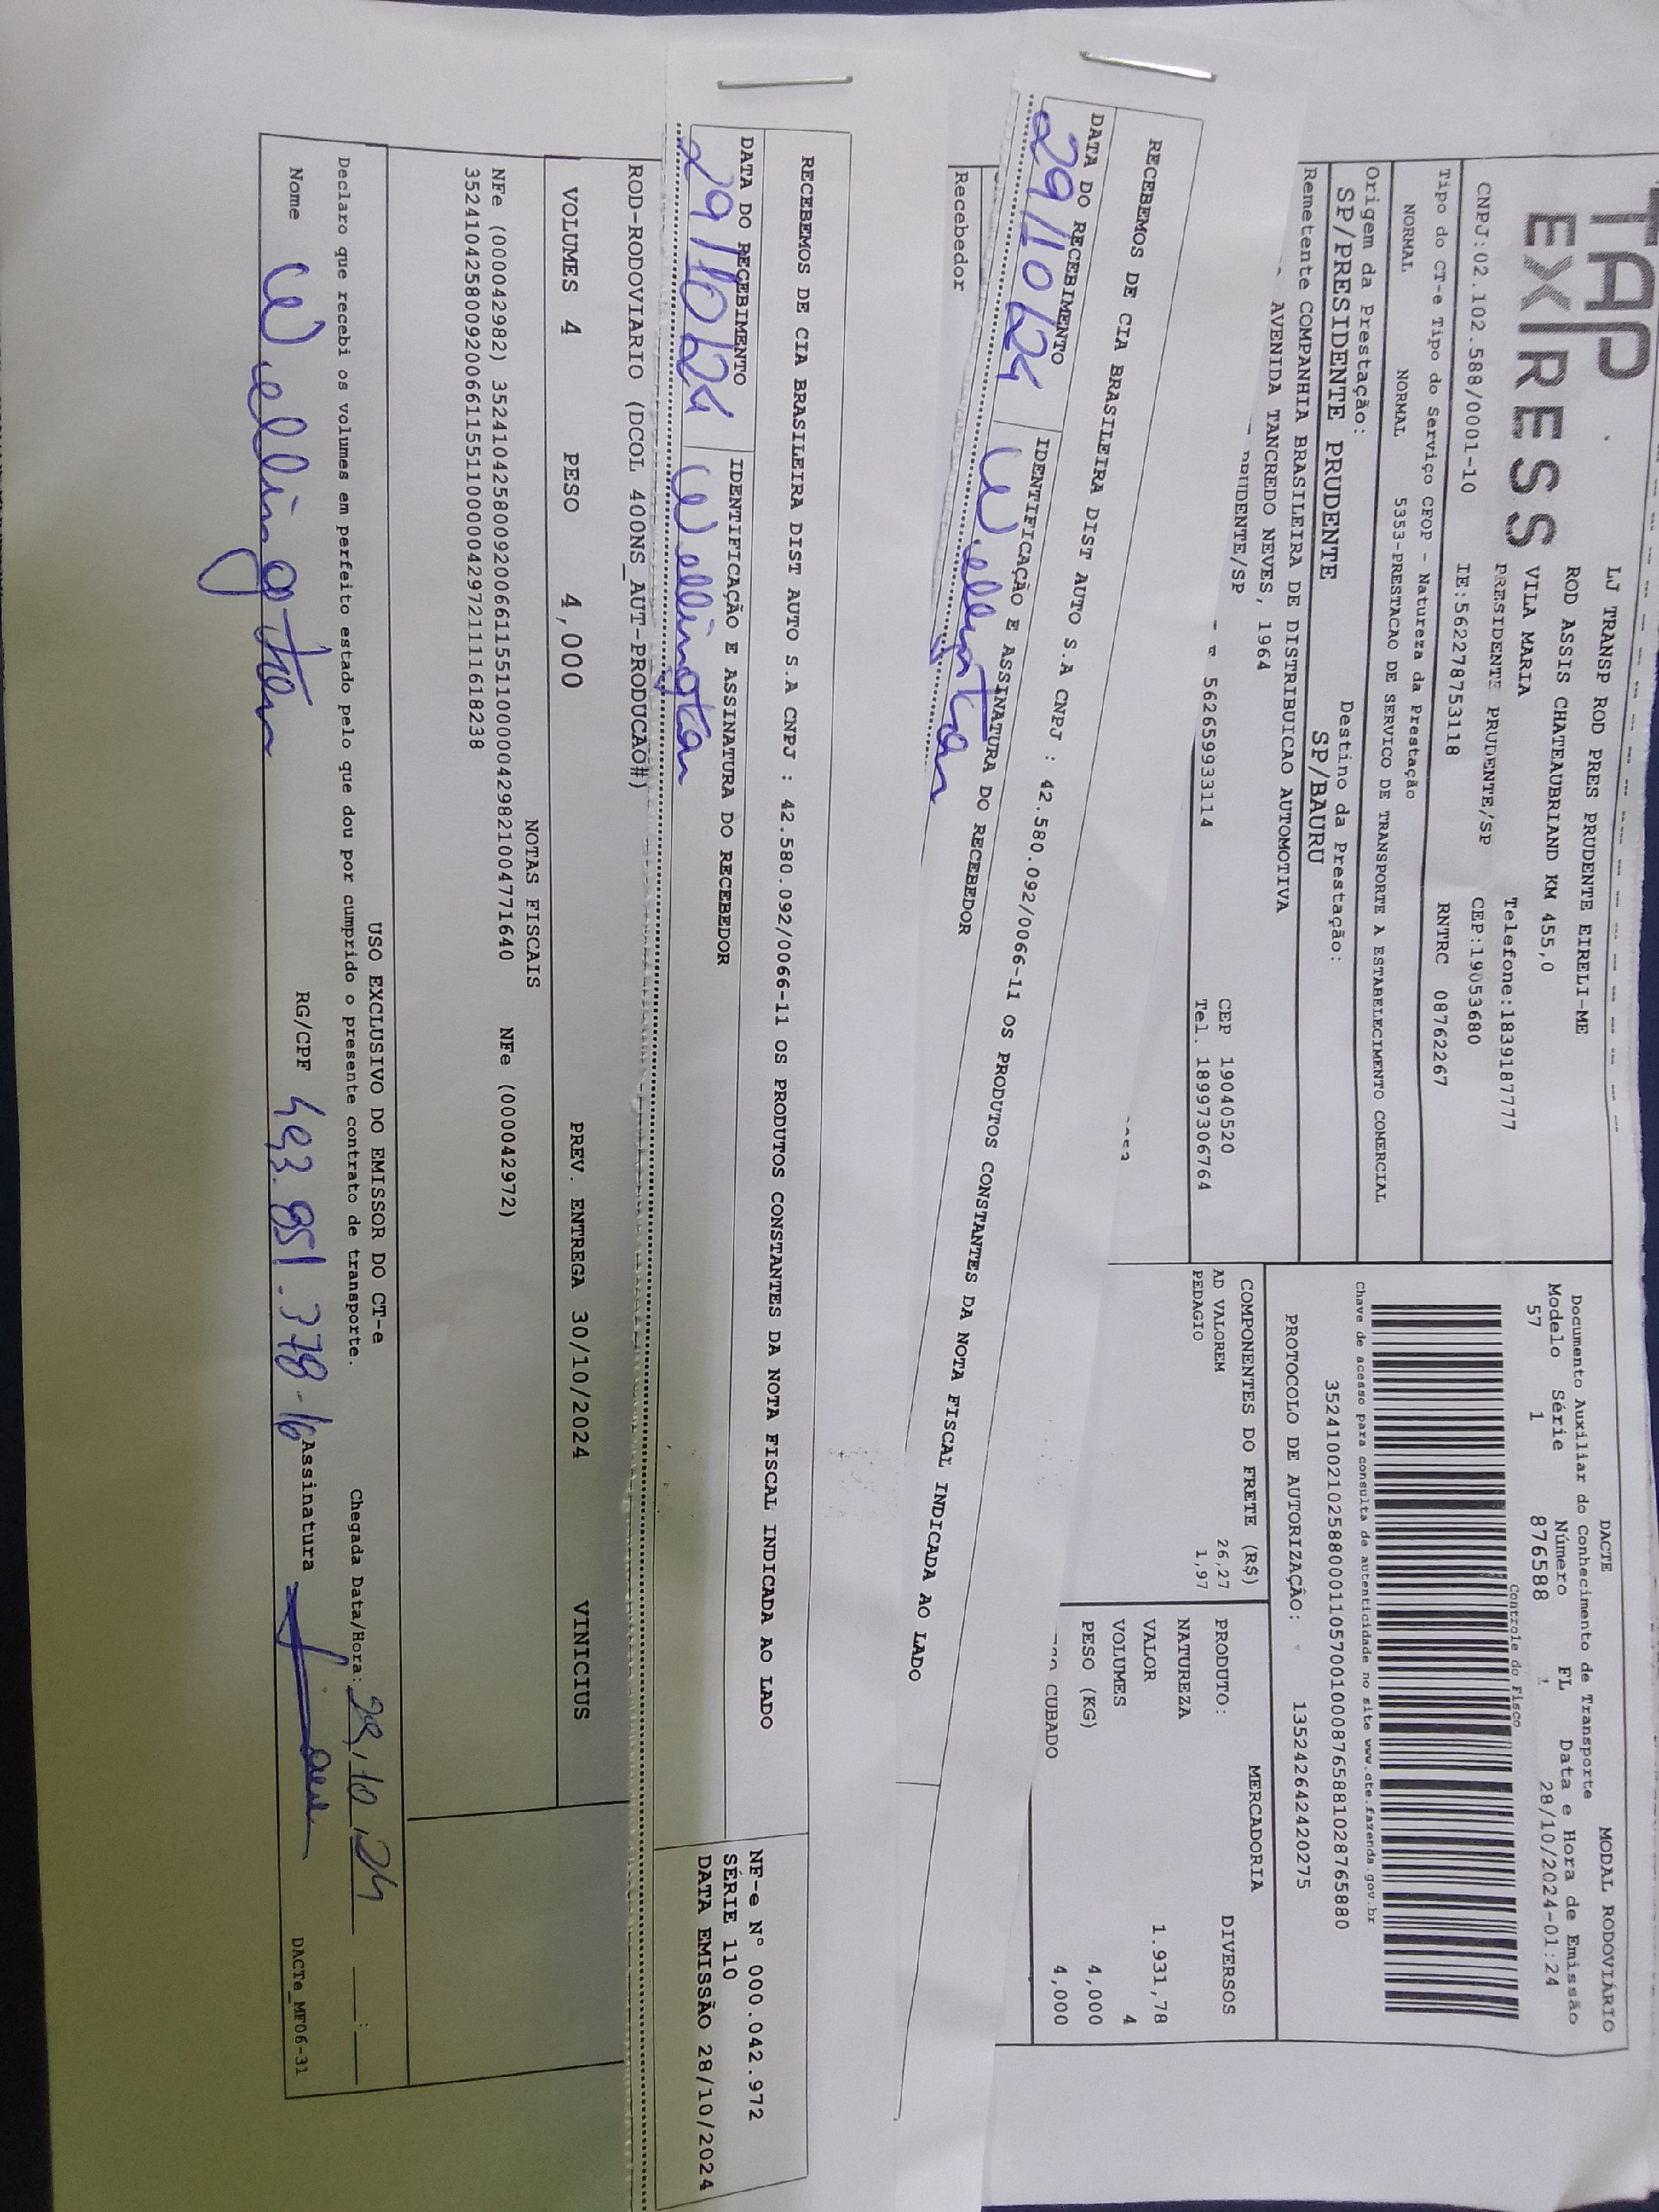 TAP EX/RESS
LJ TRANSP ROD PRES PRUDENTE EIRELI-ME
ROD ASSIS CHATEAUBRIAND KM 455,0
VILA MARIA Telefone:1839187777
PRESIDENTE PRUDENTE/SP CEP:19053680
CNPJ:02.102.588/0001-10 IE:562278753118 RNTRC 08762267
Tipo do CT-e Tipo do Serviço CFOP - Natureza da Prestação
NORMAL NORMAL 5353-PRESTACAO DE SERVICO DE TRANSPORTE A ESTABELECIMENTO COMERCIAL
Origem da Prestação: Destino da Prestação:
SP/PRESIDENTE PRUDENTE SP/BAURU
Remetente COMPANHIA BRASILEIRA DE DISTRIBUICAO AUTOMOTIVA
AVENIDA TANCREDO NEVES, 1964
PRUDENTE/SP CEP 19040520
562659933114 Tel. 18997306764
DACTE MODAL RODOVIÁRIO
Documento Auxiliar do Conhecimento de Transporte
Modelo Série Número FL Data e Hora de Emissão
57 1 876588 1 28/10/2024-01:24
Controle do Fisco
Chave de acesso para consulta de autenticidade no site www.cte.fazenda.gov.br
35241002102588000110570010008765881028765880
PROTOCOLO DE AUTORIZAÇÃO: 135242642420275
COMPONENTES DO FRETE (R$)
AD VALOREM 26,27
PEDAGIO 1,97
MERCADORIA
PRODUTO: DIVERSOS
NATUREZA
VALOR 1.931,78
VOLUMES 4
PESO (KG) 4,000
CUBADO 4,000
RECEBEMOS DE CIA BRASILEIRA DIST AUTO S.A CNPJ : 42.580.092/0066-11 OS PRODUTOS CONSTANTES DA NOTA FISCAL INDICADA AO LADO
DATA DO RECEBIMENTO IDENTIFICAÇÃO E ASSINATURA DO RECEBEDOR
29/10/24 Wellington
Recebedor
RECEBEMOS DE CIA BRASILEIRA DIST AUTO S.A CNPJ : 42.580.092/0066-11 OS PRODUTOS CONSTANTES DA NOTA FISCAL INDICADA AO LADO
DATA DO RECEBIMENTO IDENTIFICAÇÃO E ASSINATURA DO RECEBEDOR
29/10/24 Wellington
NF-e Nº 000.042.972
SÉRIE 110
DATA EMISSÃO 28/10/2024
ROD-RODOVIARIO (DCOL 400NS_AUT-PRODUCAO#)
VOLUMES 4 PESO 4,000 PREV. ENTREGA 30/10/2024 VINICIUS
NOTAS FISCAIS
NFe (000042982) 35241042580092006611551100000429821004771640 NFe (000042972)
35241042580092006611551100000429721111618238
USO EXCLUSIVO DO EMISSOR DO CT-e
Declaro que recebi os volumes em perfeito estado pelo que dou por cumprido o presente contrato de transporte. Chegada Data/Hora: 29/10/24 __:__
Nome Wellington RG/CPF 493.851.378-16 Assinatura
DACTe_MF06-31